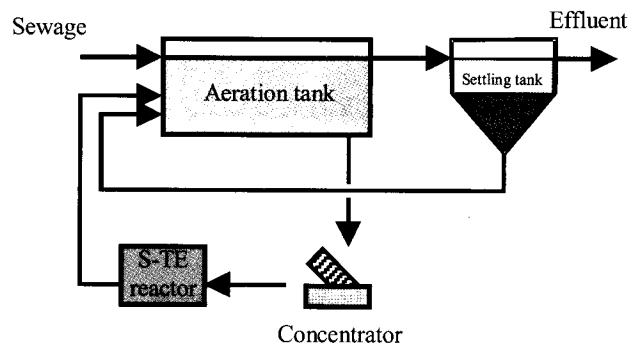 Sewage
Effluent
Aeration tank
Settling tank
S-TE
reactor
Concentrator